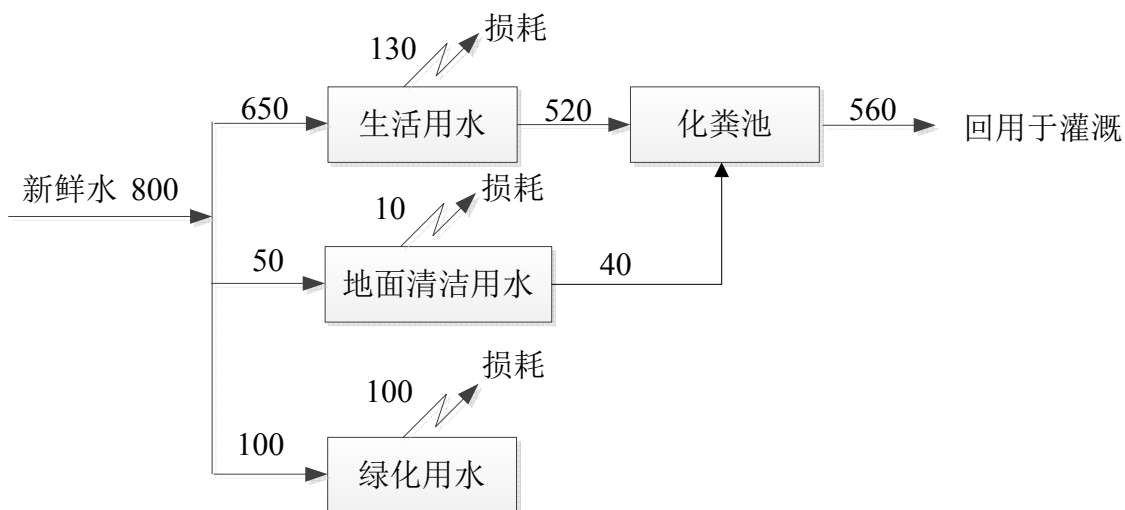 损耗
130
650
生活用水
520
化粪池
560
回用于灌溉
新鲜水 800
损耗
10
50
地面清洁用水
40
损耗
100
100
绿化用水